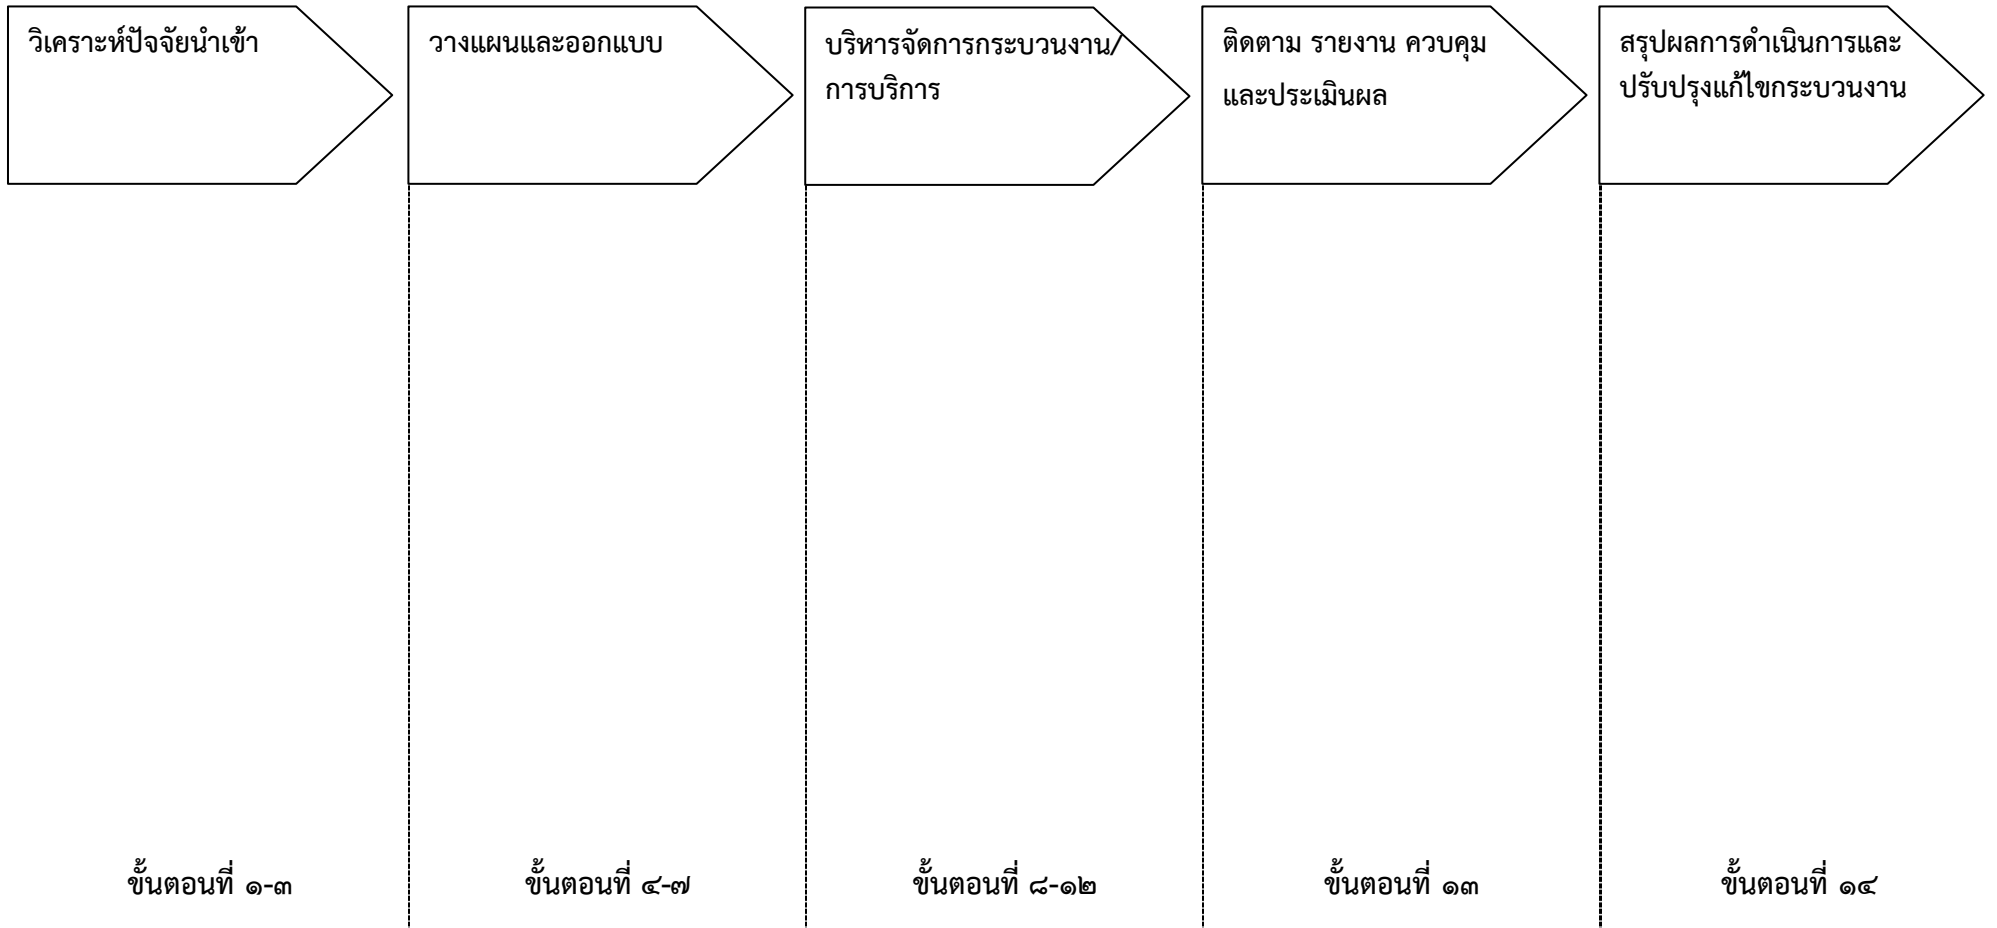 วิเคราะห์ปัจจัยนำเข้า
วางแผนและออกแบบ
บริหารจัดการกระบวนงาน/
การบริการ
ติดตาม รายงาน ควบคุม
และประเมินผล
สรุปผลการดำเนินการและ
ปรับปรุงแก้ไขกระบวนงาน
ขั้นตอนที่ ๑-๓
ขั้นตอนที่ ๔-๗
ขั้นตอนที่ ๘-๑๒
ขั้นตอนที่ ๑๓
ขั้นตอนที่ ๑๔